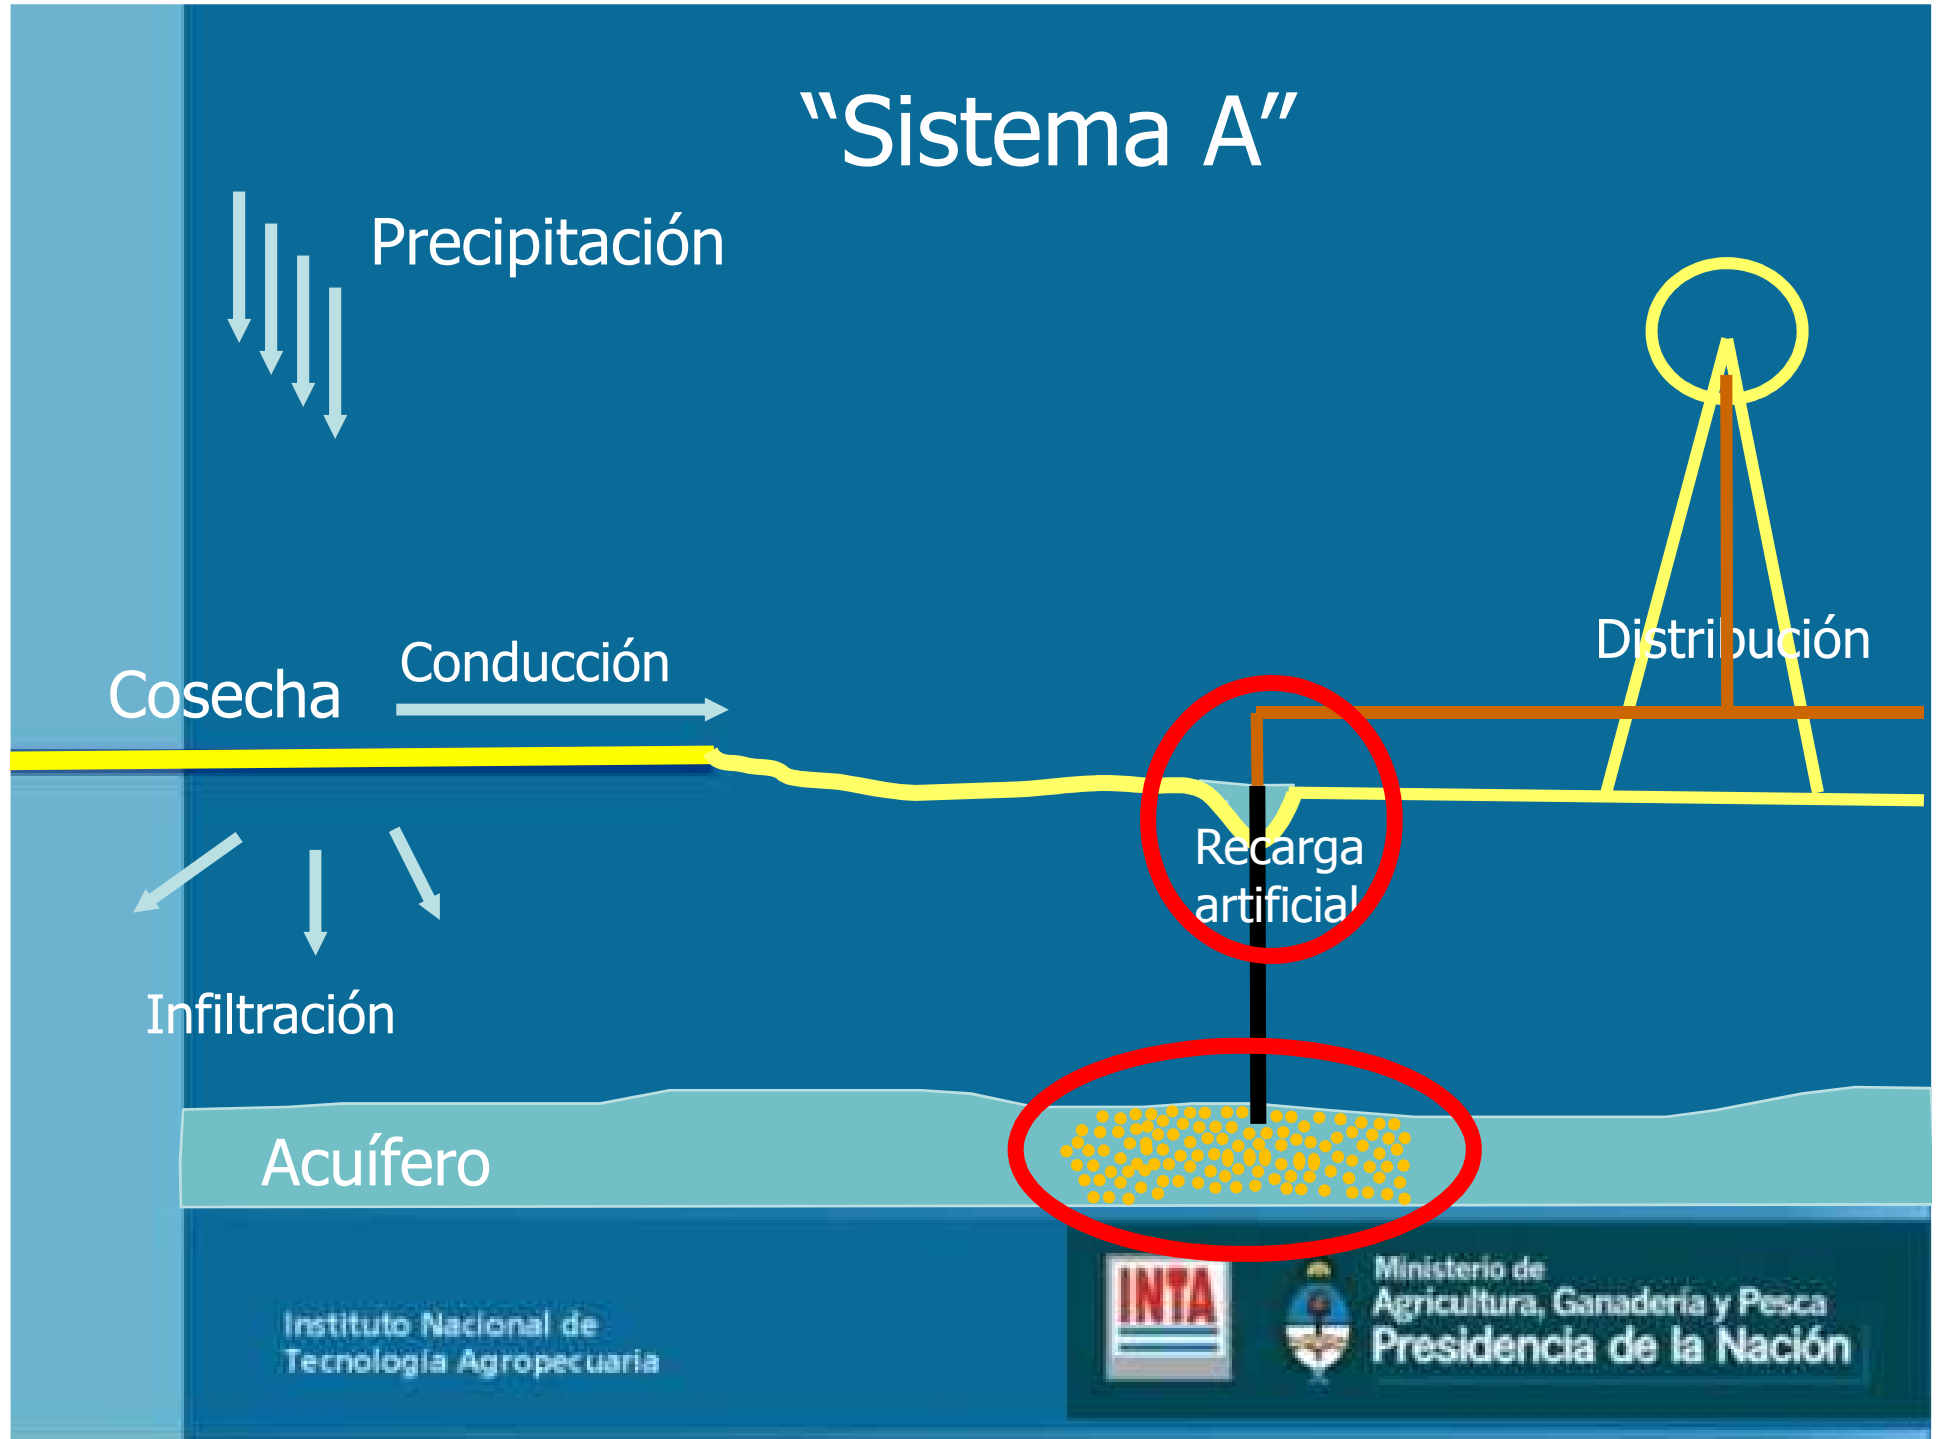 “Sistema A”
Precipitación
Distribución
Conducción
Cosecha
Recarga
artificial
Infiltración
Acuífero
Instituto Nacional de
Tecnología Agropecuaria
INTA
Ministerio de
Agricultura, Ganadería y Pesca
Presidencia de la Nación